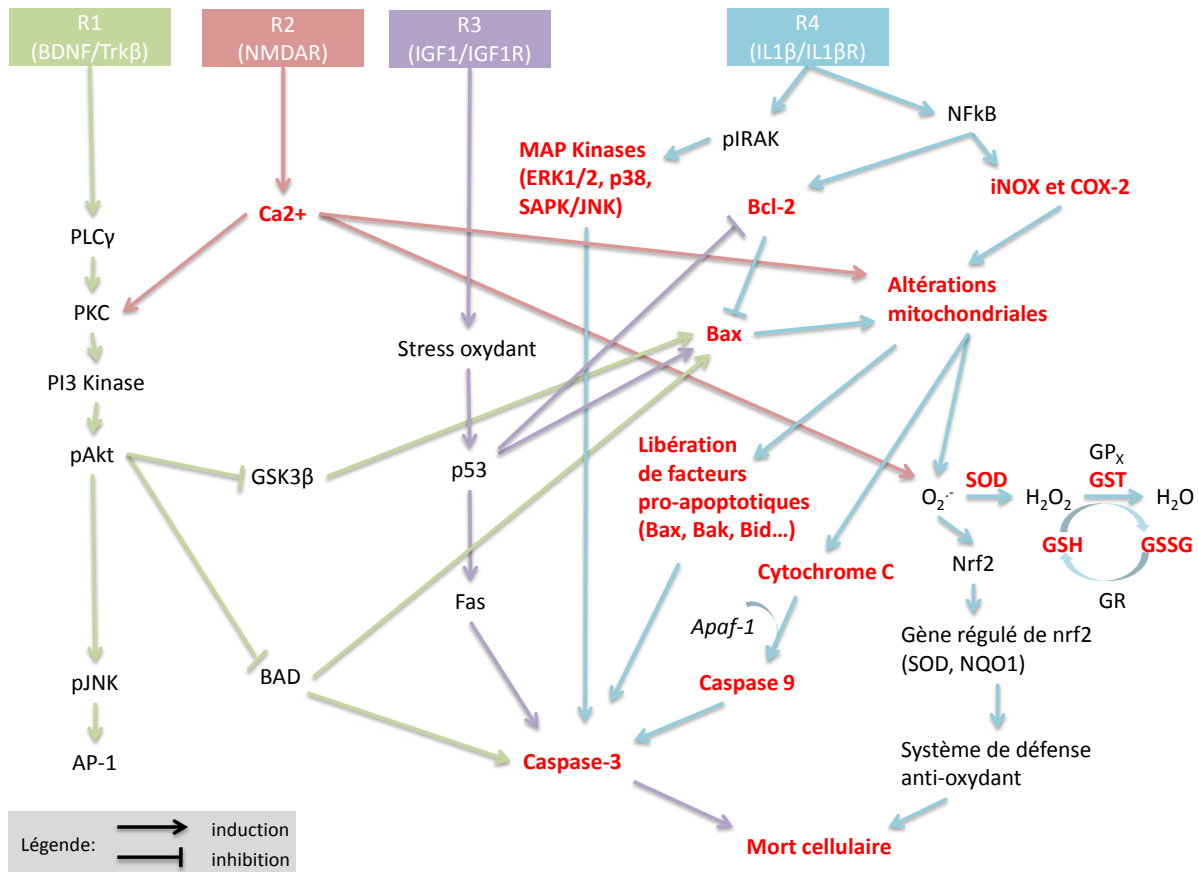 R1
(BDNF/Trkβ)
R2
(NMDAR)
R3
(IGF1/IGF1R)
R4
(IL1β/IL1βR)
NFkB
pIRAK
MAP Kinases
(ERK1/2, p38,
SAPK/JNK)
Bcl-2
iNOX et COX-2
Ca2+
PLCγ
Altérations
mitochondriales
PKC
Bax
Stress oxydant
PI3 Kinase
pAkt
GSK3β
p53
Libération
de facteurs
pro-apoptotiques
(Bax, Bak, Bid…)
GPX
SOD
GST
O2·-
H2O2
H2O
GSH
GSSG
Cytochrome C
Nrf2
GR
Fas
Apaf-1
Gène régulé de nrf2
(SOD, NQO1)
pJNK
BAD
Caspase 9
AP-1
Caspase-3
Système de défense
anti-oxydant
Mort cellulaire
Légende:
induction
inhibition